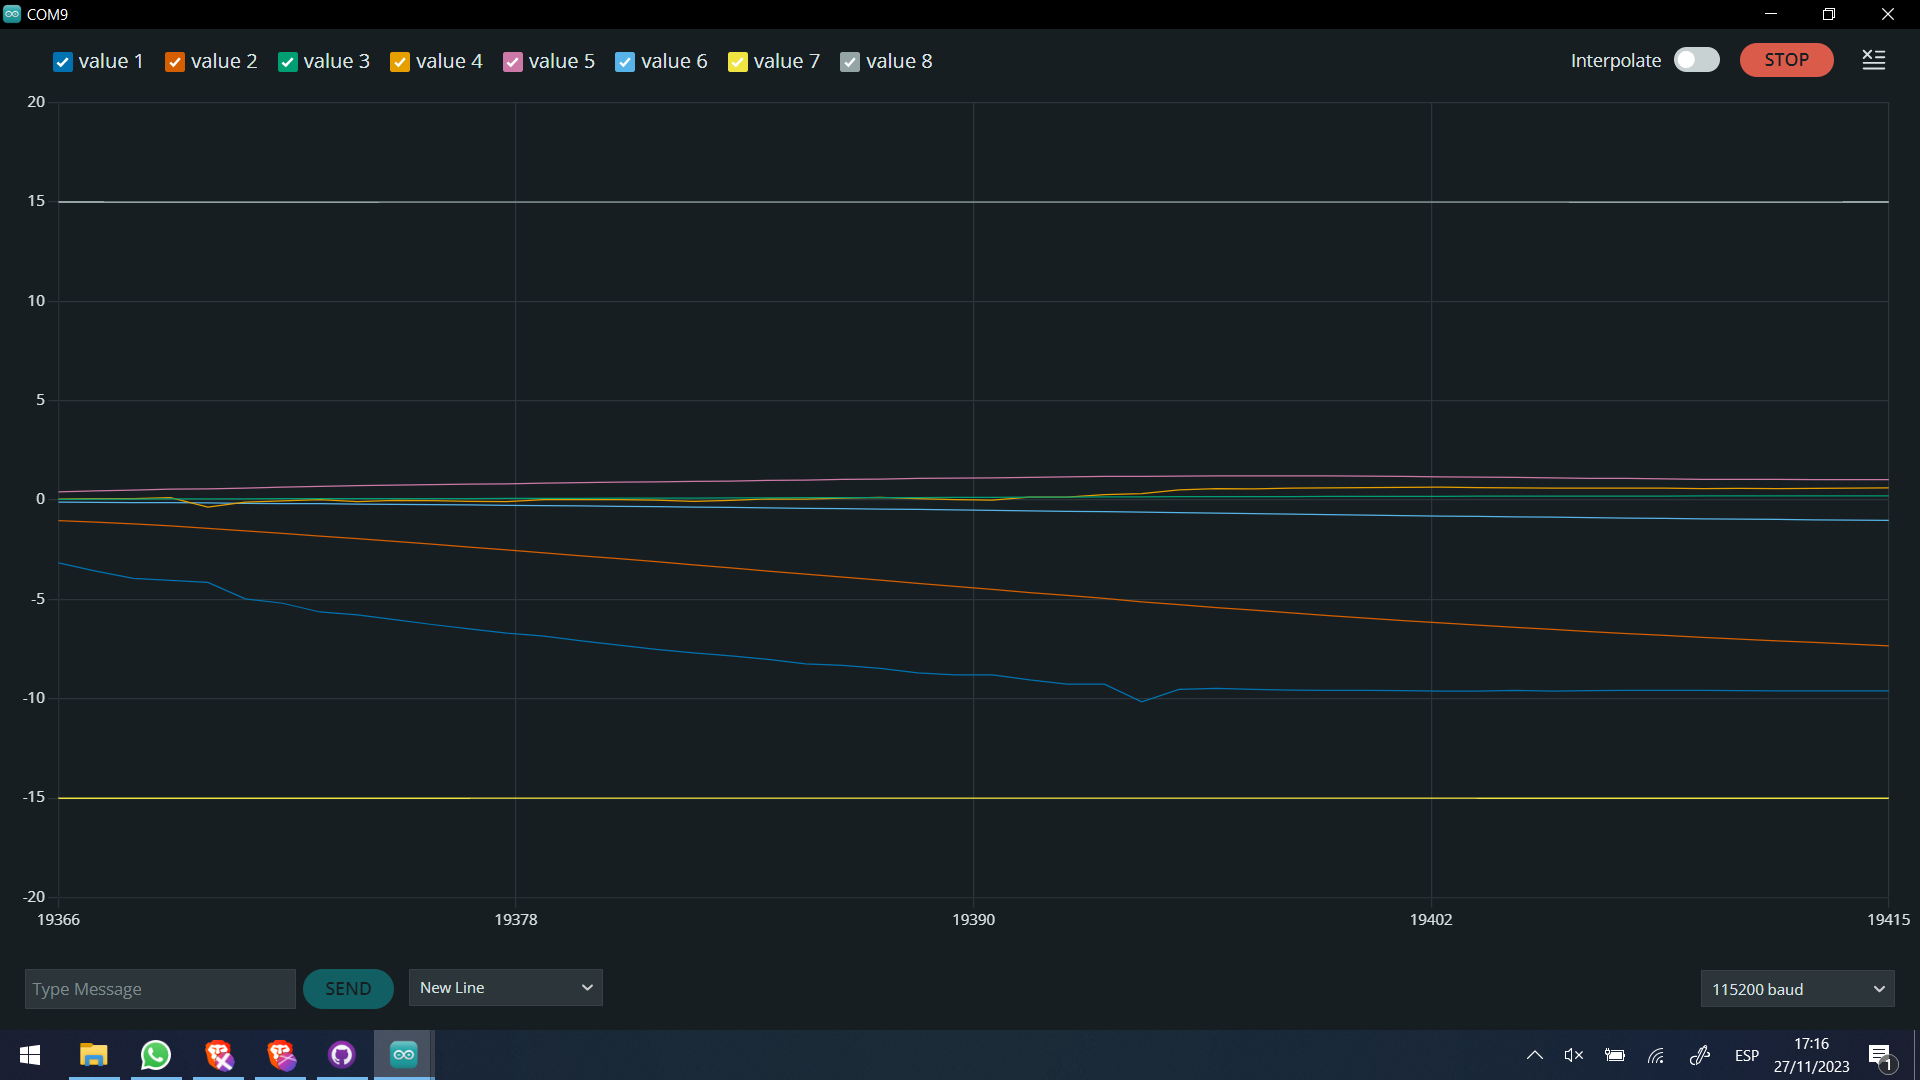 COM9
value 1 value 2 value 3 value 4 value 5 value 6 value 7 value 8 Interpolate STOP
20
15
10
5
0
-5
-10
-15
-20
19366 19378 19390 19402 19415
Type Message SEND New Line 115200 baud
ESP 17:16
27/11/2023 1